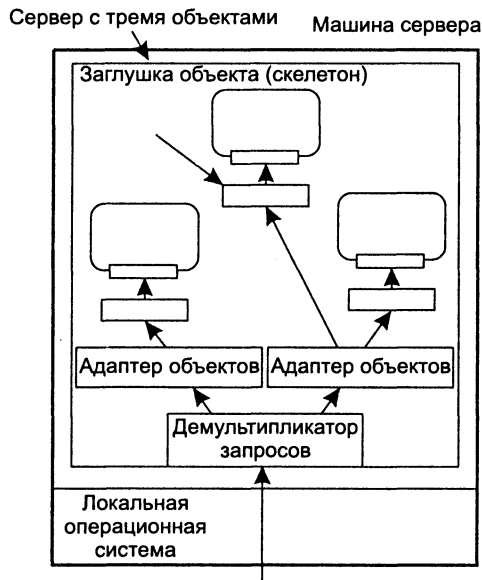 Сервер с тремя объектами
Машина сервера
Заглушка объекта (скелетон)
Адаптер объектов
Адаптер объектов
Демультипликатор
запросов
Локальная
операционная
система